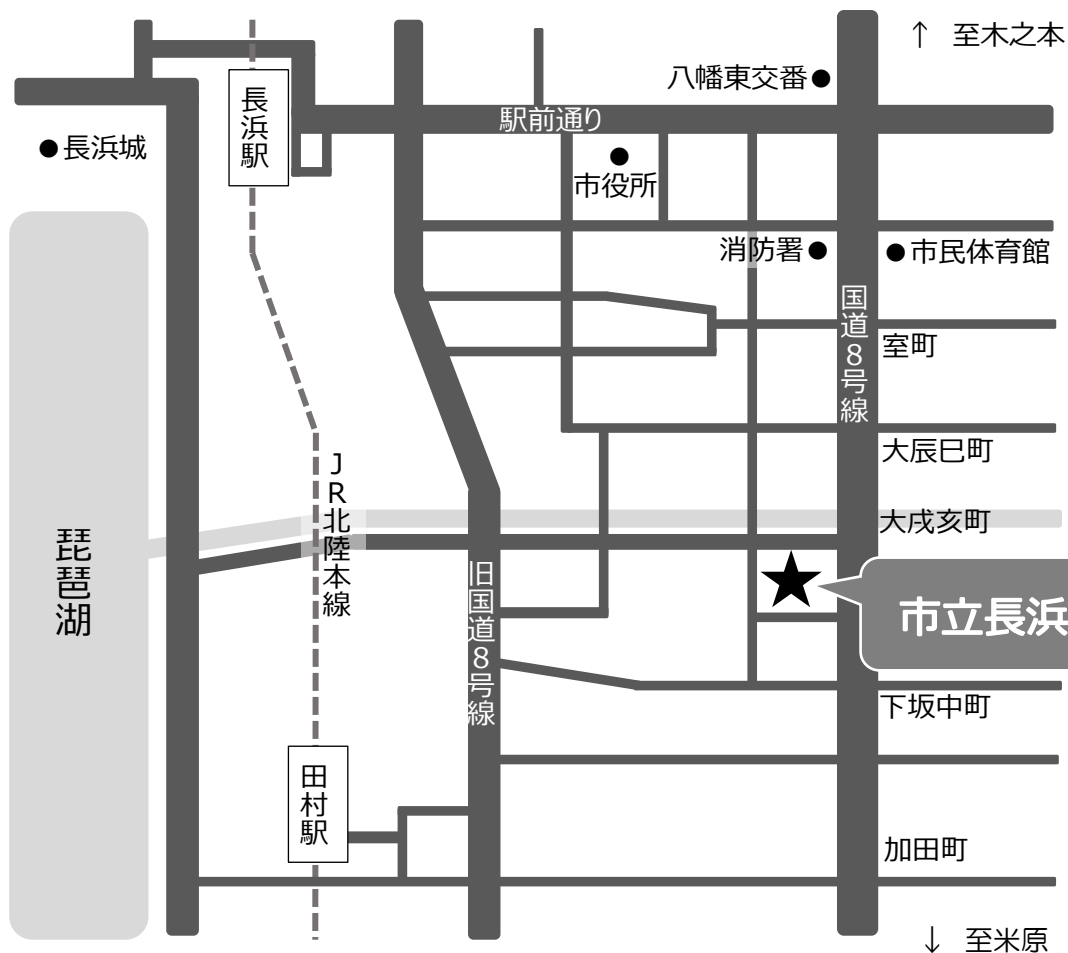 ↑ 至木之本
八幡東交番
長浜駅
駅前通り
長浜城
市役所
消防署
市民体育館
国道8号線
室町
大辰巳町
JR北陸本線
大戌亥町
琵琶湖
旧国道8号線
市立長浜
下坂中町
田村駅
加田町
↓ 至米原